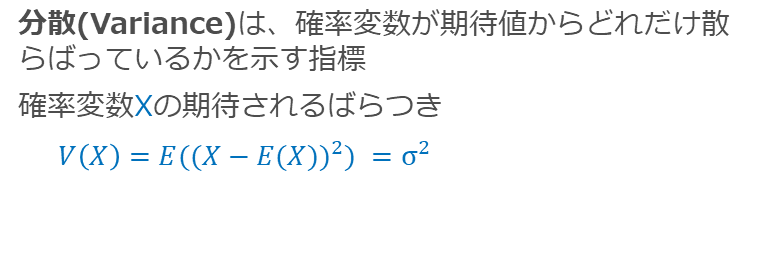 分散(Variance)は、確率変数が期待値からどれだけ散
らばっているかを示す指標
確率変数Xの期待されるばらつき
V(X) = E((X − E(X))²) = σ²